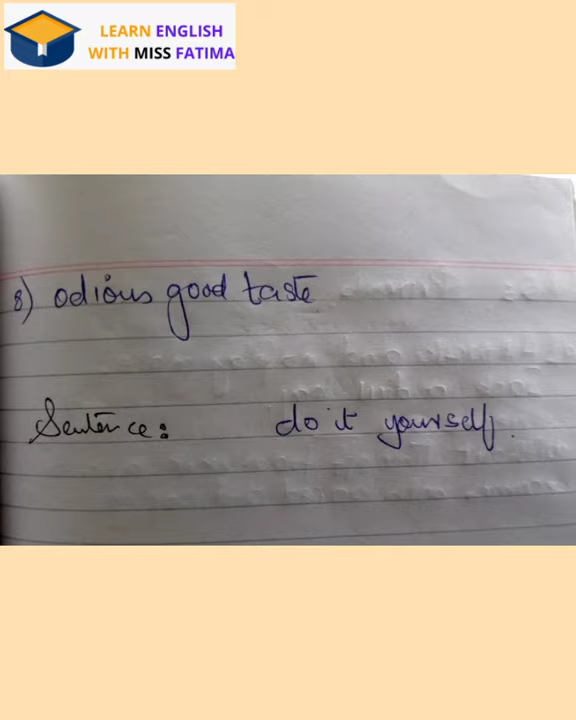 LEARN ENGLISH
WITH MISS FATIMA
8) odious good taste
Sentence: do it yourself.